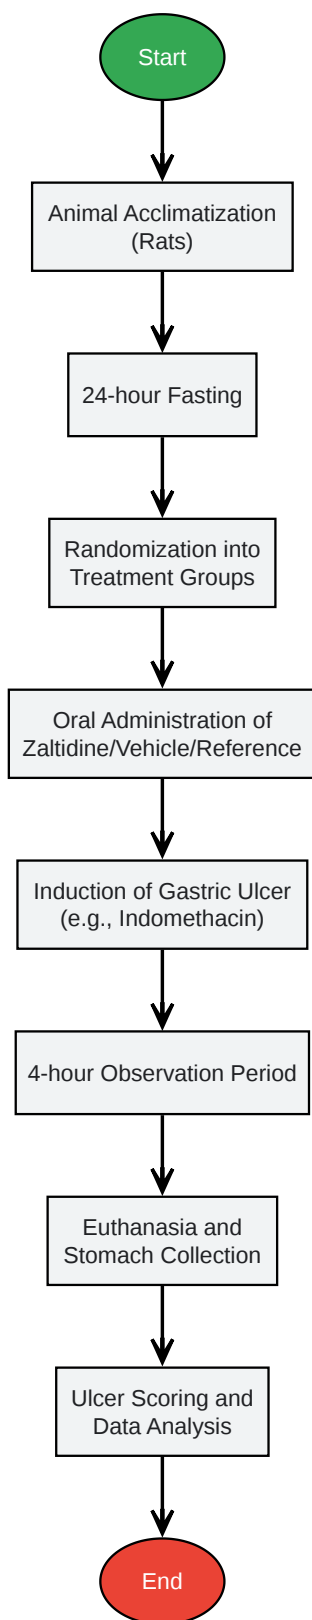 Start
Animal Acclimatization
(Rats)
24-hour Fasting
Randomization into
Treatment Groups
Oral Administration of
Zaltidine/Vehicle/Reference
Induction of Gastric Ulcer
(e.g., Indomethacin)
4-hour Observation Period
Euthanasia and
Stomach Collection
Ulcer Scoring and
Data Analysis
End